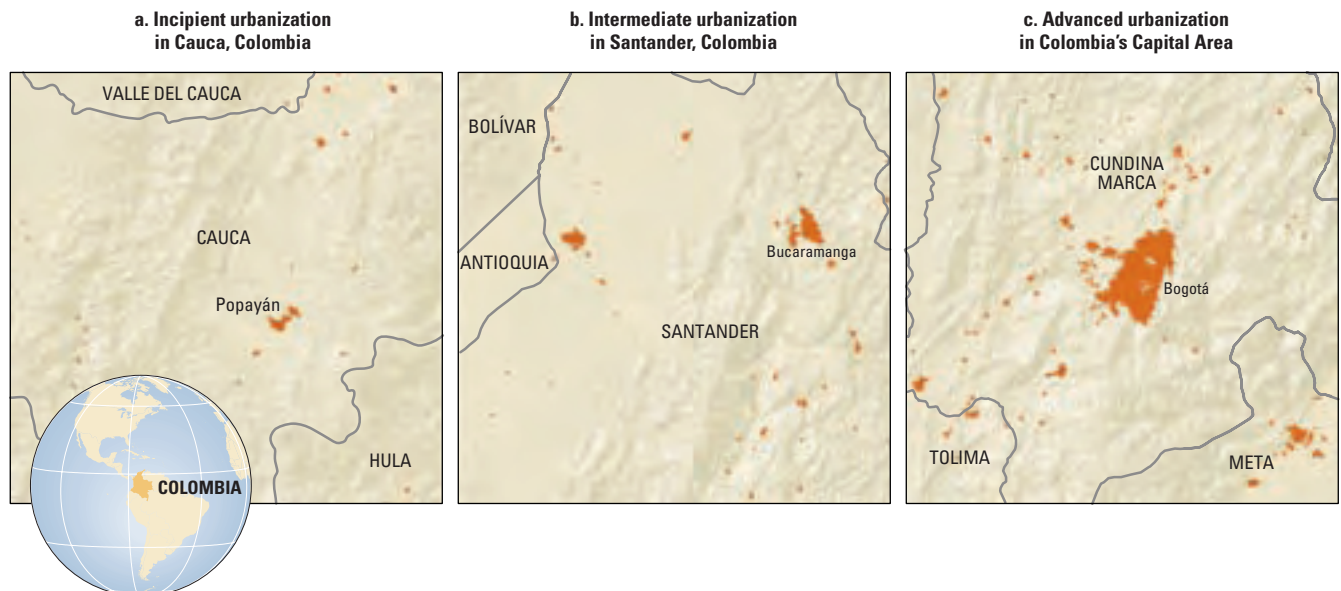 a. Incipient urbanization
in Cauca, Colombia
VALLE DEL CAUCA
CAUCA
Popayán
HULA
COLOMBIA
b. Intermediate urbanization
in Santander, Colombia
BOLÍVAR
ANTIOQUIA
Bucaramanga
SANTANDER
c. Advanced urbanization
in Colombia's Capital Area
CUNDINA
MARCA
Bogotá
TOLIMA
META